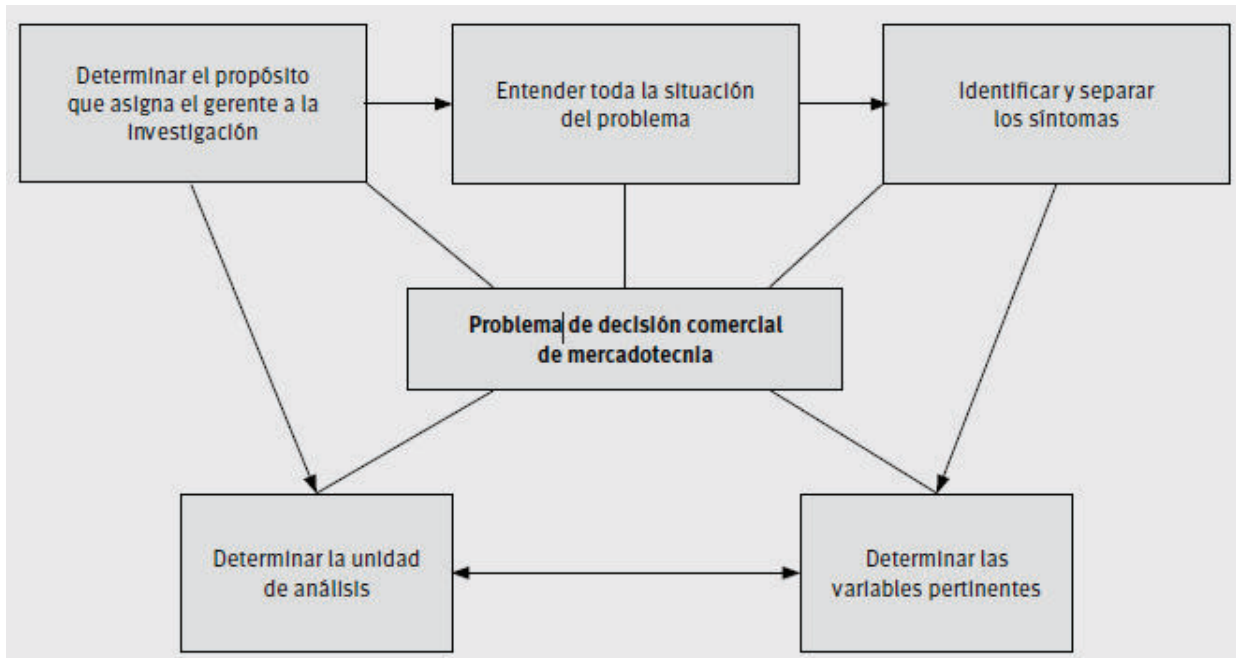 Determinar el propósito
que asigna el gerente a la
investigación
Entender toda la situación
del problema
Identificar y separar
los síntomas
Problema de decisión comercial
de mercadotecnia
Determinar la unidad
de análisis
Determinar las
variables pertinentes